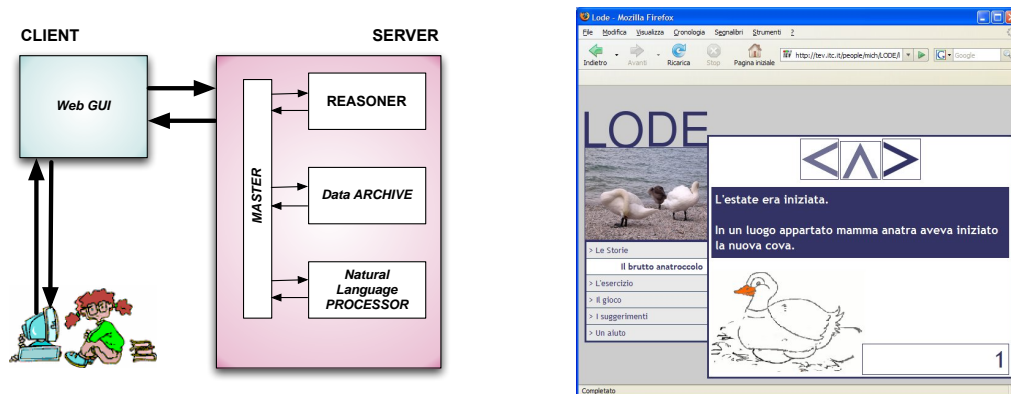 CLIENT
SERVER
Web GUI
MASTER
REASONER
Data ARCHIVE
Natural
Language
PROCESSOR
Lode - Mozilla Firefox
File Modifica Visualizza Cronologia Segnalibri Strumenti ?
Indietro Avanti Ricarica Stop Pagina iniziale
http://tev.itc.it/people/mich/LODE/
Google
LODE
< Λ >
L'estate era iniziata.
In un luogo appartato mamma anatra aveva iniziato
la nuova cova.
> Le Storie
Il brutto anatroccolo
> L'esercizio
> Il gioco
> I suggerimenti
> Un aiuto
1
Completato